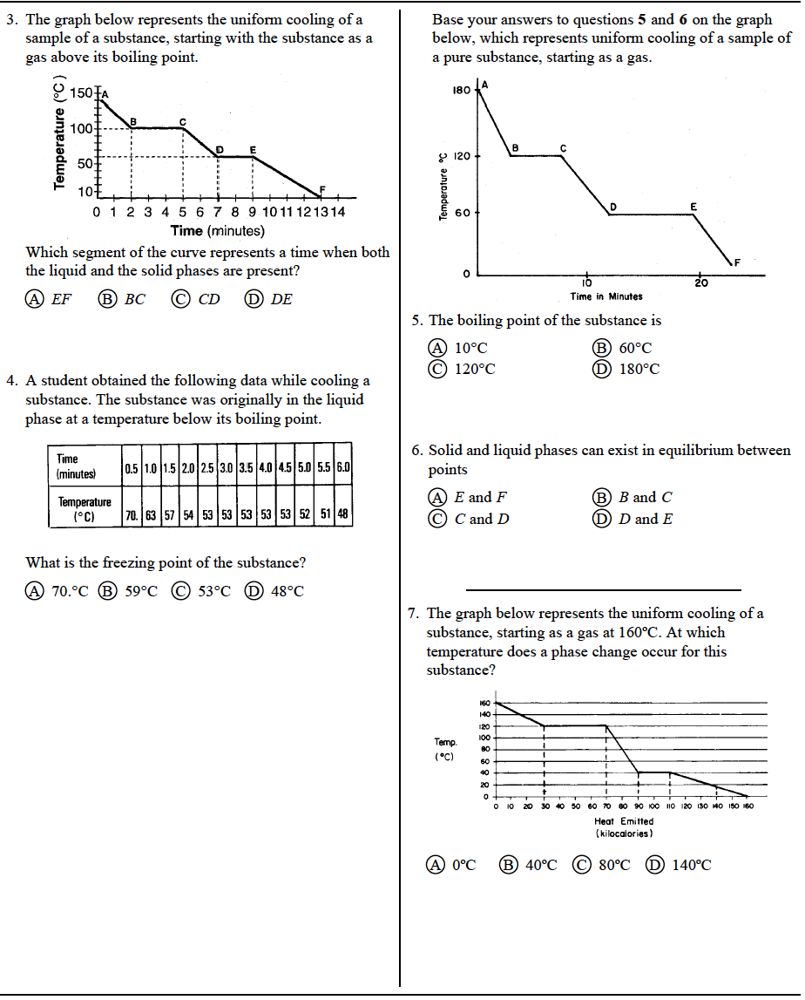 3. The graph below represents the uniform cooling of a
sample of a substance, starting with the substance as a
gas above its boiling point.
Temperature (°C)
150
100
50
10
A
B
C
D
E
F
0 1 2 3 4 5 6 7 8 9 10 11 12 13 14
Time (minutes)
Which segment of the curve represents a time when both
the liquid and the solid phases are present?
A EF B BC C CD D DE
4. A student obtained the following data while cooling a
substance. The substance was originally in the liquid
phase at a temperature below its boiling point.
Time (minutes) 0.5 1.0 1.5 2.0 2.5 3.0 3.5 4.0 4.5 5.0 5.5 6.0
Temperature (°C) 70. 63 57 54 53 53 53 53 53 52 51 48
What is the freezing point of the substance?
A 70.°C B 59°C C 53°C D 48°C
Base your answers to questions 5 and 6 on the graph
below, which represents uniform cooling of a sample of
a pure substance, starting as a gas.
Temperature °C
180
120
60
0
A
B
C
D
E
F
10 20
Time in Minutes
5. The boiling point of the substance is
A 10°C B 60°C
C 120°C D 180°C
6. Solid and liquid phases can exist in equilibrium between
points
A E and F B B and C
C C and D D D and E
7. The graph below represents the uniform cooling of a
substance, starting as a gas at 160°C. At which
temperature does a phase change occur for this
substance?
Temp.
(°C)
160
140
120
100
80
60
40
20
0
0 10 20 30 40 50 60 70 80 90 100 110 120 130 140 150 160
Heat Emitted
(kilocalories)
A 0°C B 40°C C 80°C D 140°C